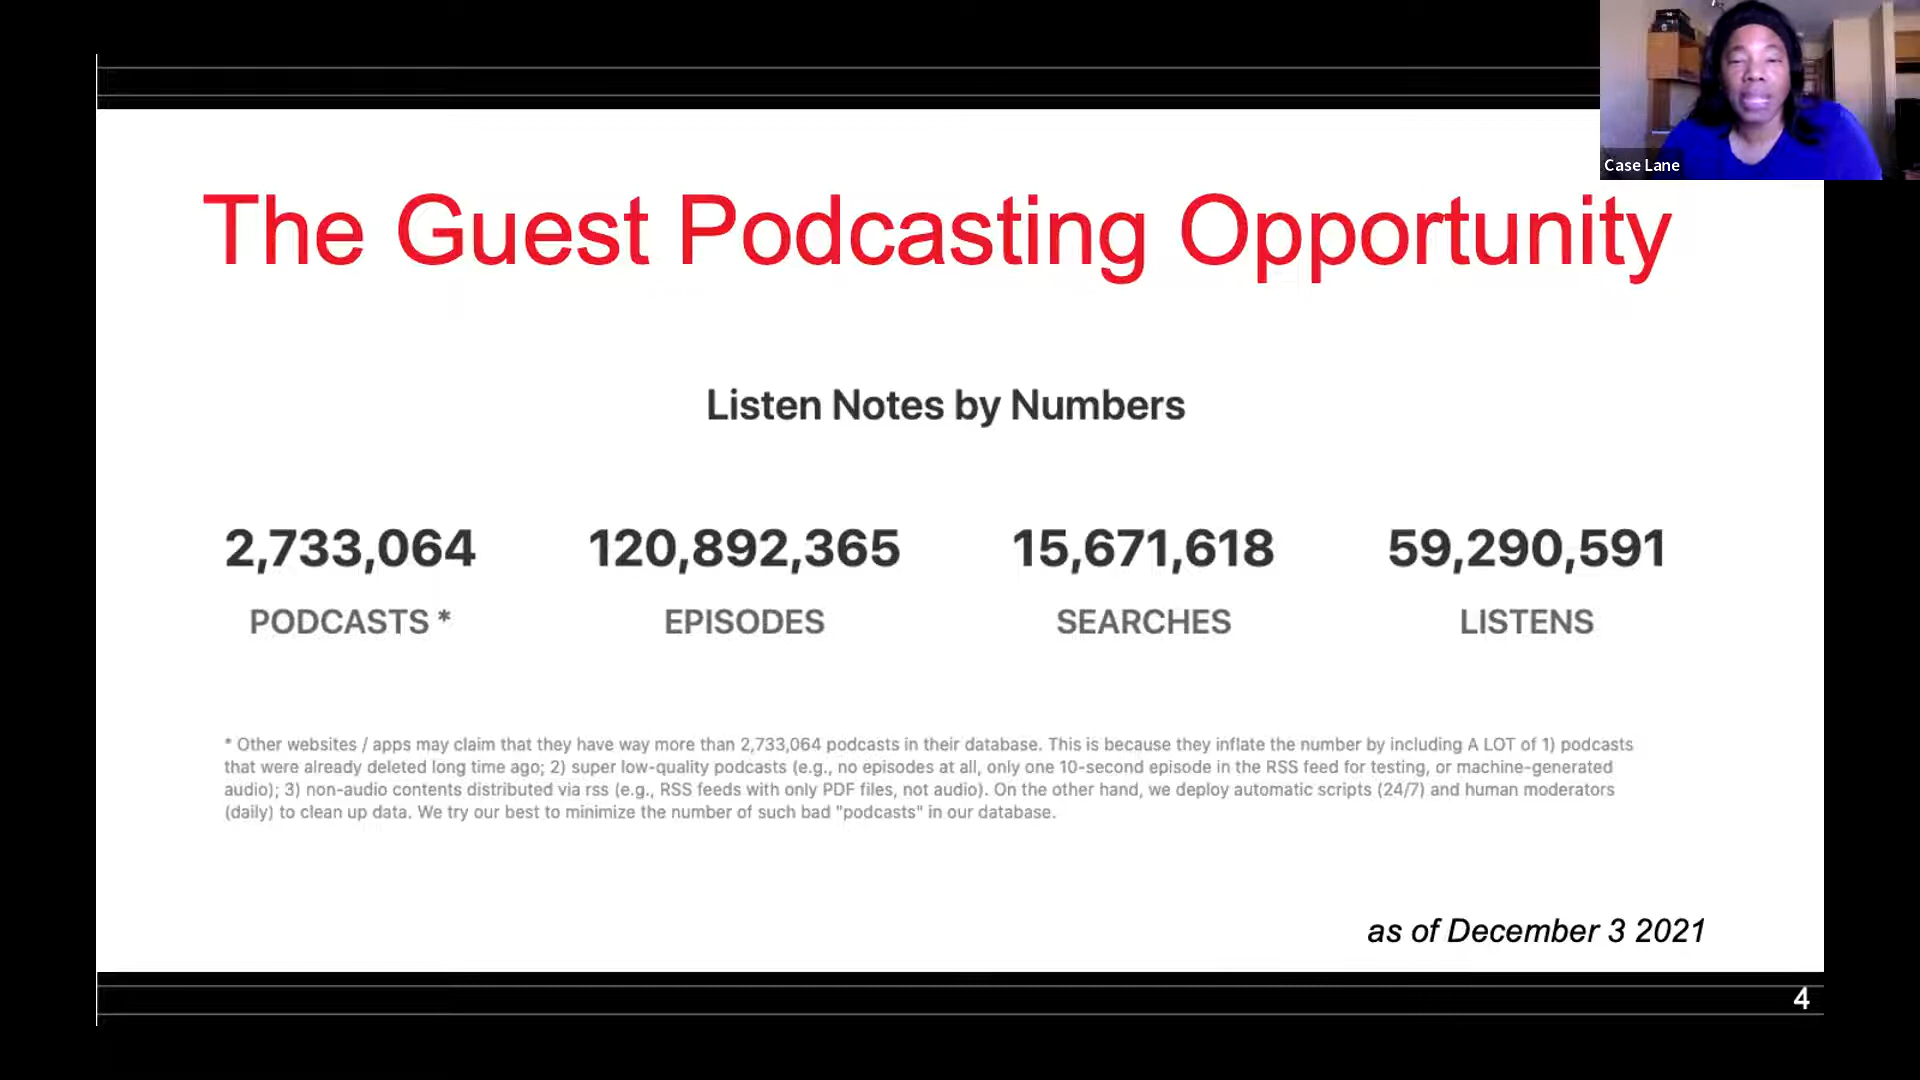 Case Lane
The Guest Podcasting Opportunity
Listen Notes by Numbers
2,733,064 120,892,365 15,671,618 59,290,591
PODCASTS * EPISODES SEARCHES LISTENS
* Other websites / apps may claim that they have way more than 2,733,064 podcasts in their database. This is because they inflate the number by including A LOT of 1) podcasts
that were already deleted long time ago; 2) super low-quality podcasts (e.g., no episodes at all, only one 10-second episode in the RSS feed for testing, or machine-generated
audio); 3) non-audio contents distributed via rss (e.g., RSS feeds with only PDF files, not audio). On the other hand, we deploy automatic scripts (24/7) and human moderators
(daily) to clean up data. We try our best to minimize the number of such bad "podcasts" in our database.
as of December 3 2021
4